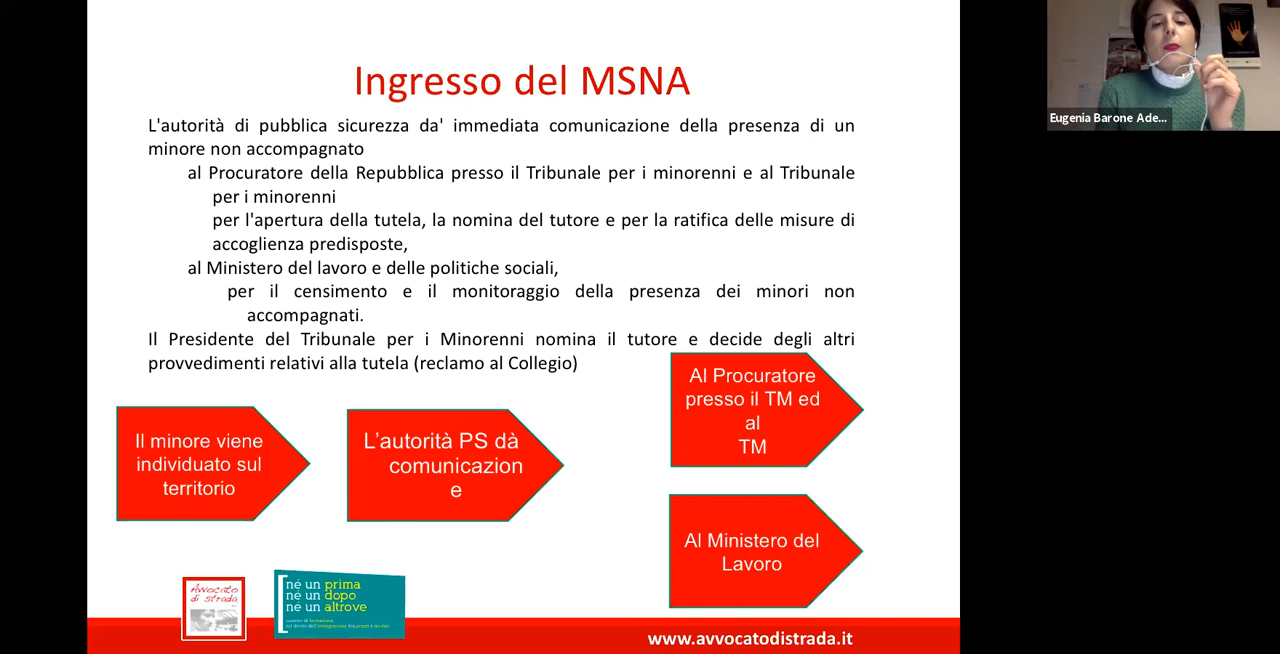 Ingresso del MSNA
L'autorità di pubblica sicurezza da' immediata comunicazione della presenza di un
minore non accompagnato
al Procuratore della Repubblica presso il Tribunale per i minorenni e al Tribunale
per i minorenni
per l'apertura della tutela, la nomina del tutore e per la ratifica delle misure di
accoglienza predisposte,
al Ministero del lavoro e delle politiche sociali,
per il censimento e il monitoraggio della presenza dei minori non
accompagnati.
Il Presidente del Tribunale per i Minorenni nomina il tutore e decide degli altri
provvedimenti relativi alla tutela (reclamo al Collegio)
Il minore viene
individuato sul
territorio
L'autorità PS dà
comunicazion
e
Al Procuratore
presso il TM ed
al
TM
Al Ministero del
Lavoro
Avvocato
di strada
né un prima
né un dopo
né un altrove
www.avvocatodistrada.it
Eugenia Barone Ade...